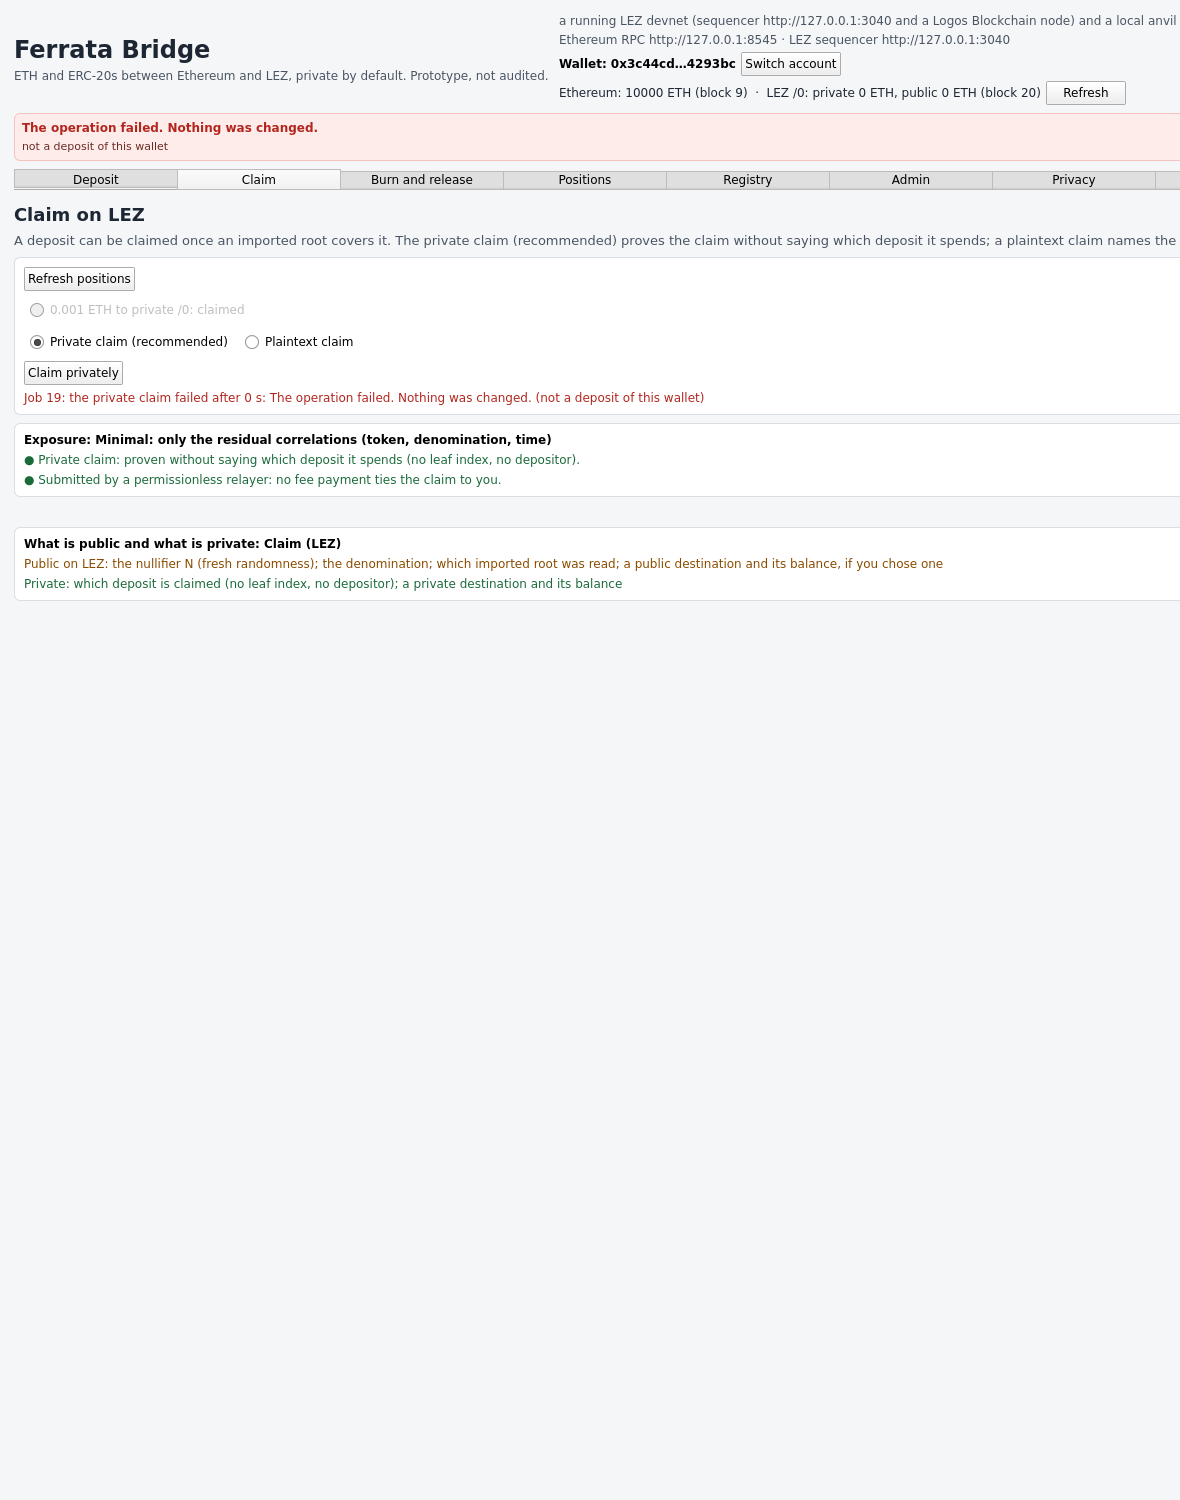 Ferrata Bridge
ETH and ERC-20s between Ethereum and LEZ, private by default. Prototype, not audited.
a running LEZ devnet (sequencer http://127.0.0.1:3040 and a Logos Blockchain node) and a local anvil
Ethereum RPC http://127.0.0.1:8545 · LEZ sequencer http://127.0.0.1:3040
Wallet: 0x3c44cd…4293bc Switch account
Ethereum: 10000 ETH (block 9) · LEZ /0: private 0 ETH, public 0 ETH (block 20) Refresh
The operation failed. Nothing was changed.
not a deposit of this wallet
Deposit Claim Burn and release Positions Registry Admin Privacy
Claim on LEZ
A deposit can be claimed once an imported root covers it. The private claim (recommended) proves the claim without saying which deposit it spends; a plaintext claim names the
Refresh positions
0.001 ETH to private /0: claimed
Private claim (recommended) Plaintext claim
Claim privately
Job 19: the private claim failed after 0 s: The operation failed. Nothing was changed. (not a deposit of this wallet)
Exposure: Minimal: only the residual correlations (token, denomination, time)
● Private claim: proven without saying which deposit it spends (no leaf index, no depositor).
● Submitted by a permissionless relayer: no fee payment ties the claim to you.
What is public and what is private: Claim (LEZ)
Public on LEZ: the nullifier N (fresh randomness); the denomination; which imported root was read; a public destination and its balance, if you chose one
Private: which deposit is claimed (no leaf index, no depositor); a private destination and its balance